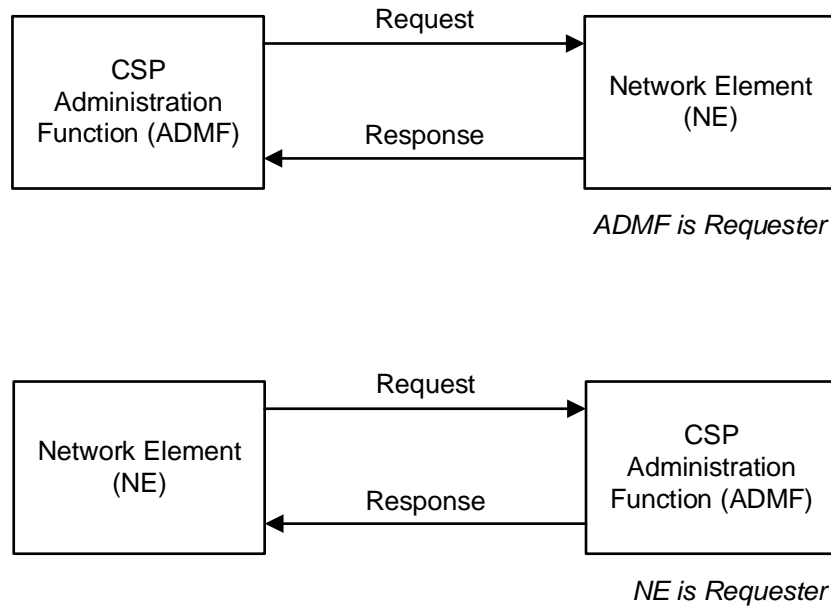 Request
CSP
Administration
Function (ADMF)
Network Element
(NE)
Response
ADMF is Requester
Request
Network Element
(NE)
CSP
Administration
Function (ADMF)
Response
NE is Requester